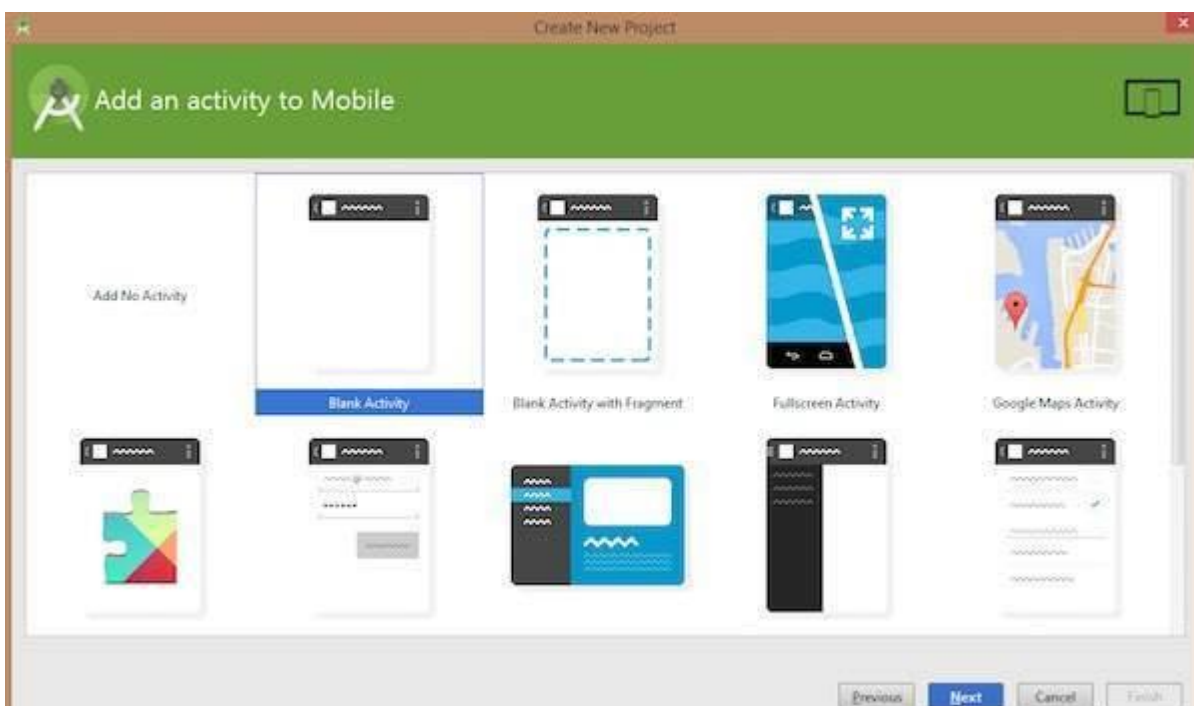 Create New Project
Add an activity to Mobile
Add No Activity
Blank Activity
Blank Activity with Fragment
Fullscreen Activity
Google Maps Activity
Previous
Next
Cancel
Finish